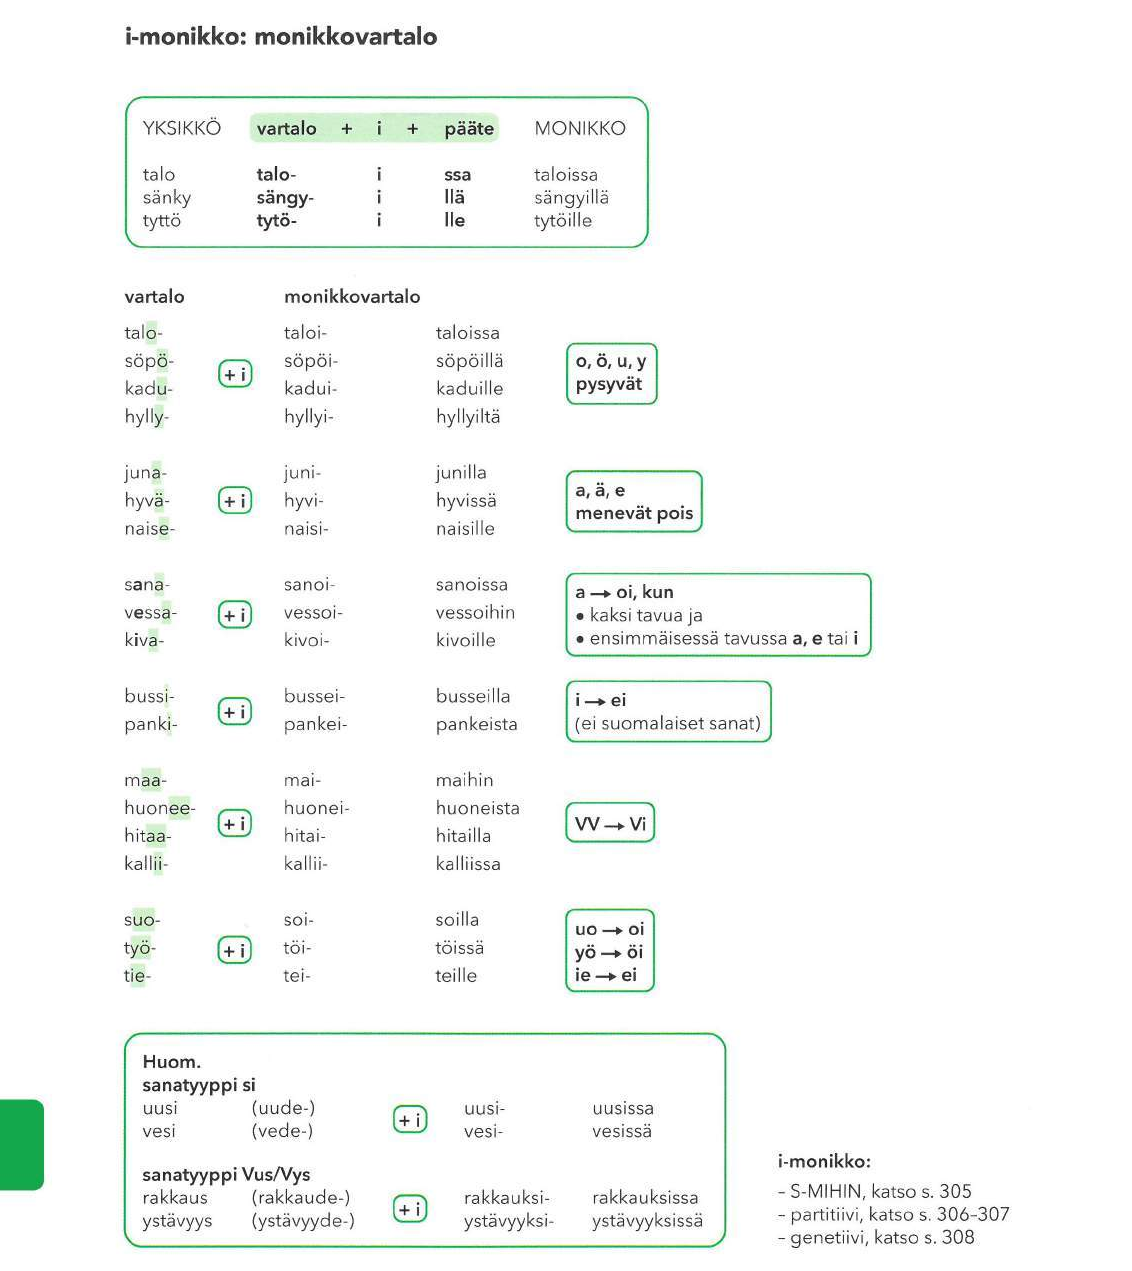 i-monikko: monikkovartalo
YKSIKKÖ vartalo + i + pääte MONIKKO
talo talo- i ssa taloissa
sänky sängy- i llä sängyillä
tyttö tytö- i lle tytöille
vartalo monikkovartalo
talo- taloi- taloissa
söpö- söpöi- söpöillä
kadu- kadui- kaduille
hylly- hyllyi- hyllyiltä
+ i
o, ö, u, y
pysyvät
juna- juni- junilla
hyvä- hyvi- hyvissä
naise- naisi- naisille
+ i
a, ä, e
menevät pois
sana- sanoi- sanoissa
vessa- vessoi- vessoihin
kiva- kivoi- kivoille
+ i
a → oi, kun
• kaksi tavua ja
• ensimmäisessä tavussa a, e tai i
bussi- bussei- busseilla
panki- pankei- pankeista
+ i
i → ei
(ei suomalaiset sanat)
maa- mai- maihin
huonee- huonei- huoneista
hitaa- hitai- hitailla
kallii- kallii- kalliissa
+ i
VV → Vi
suo- soi- soilla
työ- töi- töissä
tie- tei- teille
+ i
uo → oi
yö → öi
ie → ei
Huom.
sanatyyppi si
uusi (uude-) uusi- uusissa
vesi (vede-) vesi- vesissä
+ i
sanatyyppi Vus/Vys
rakkaus (rakkaude-) rakkauksi- rakkauksissa
ystävyys (ystävyyde-) ystävyyksi- ystävyyksissä
+ i
i-monikko:
– S-MIHIN, katso s. 305
– partitiivi, katso s. 306–307
– genetiivi, katso s. 308